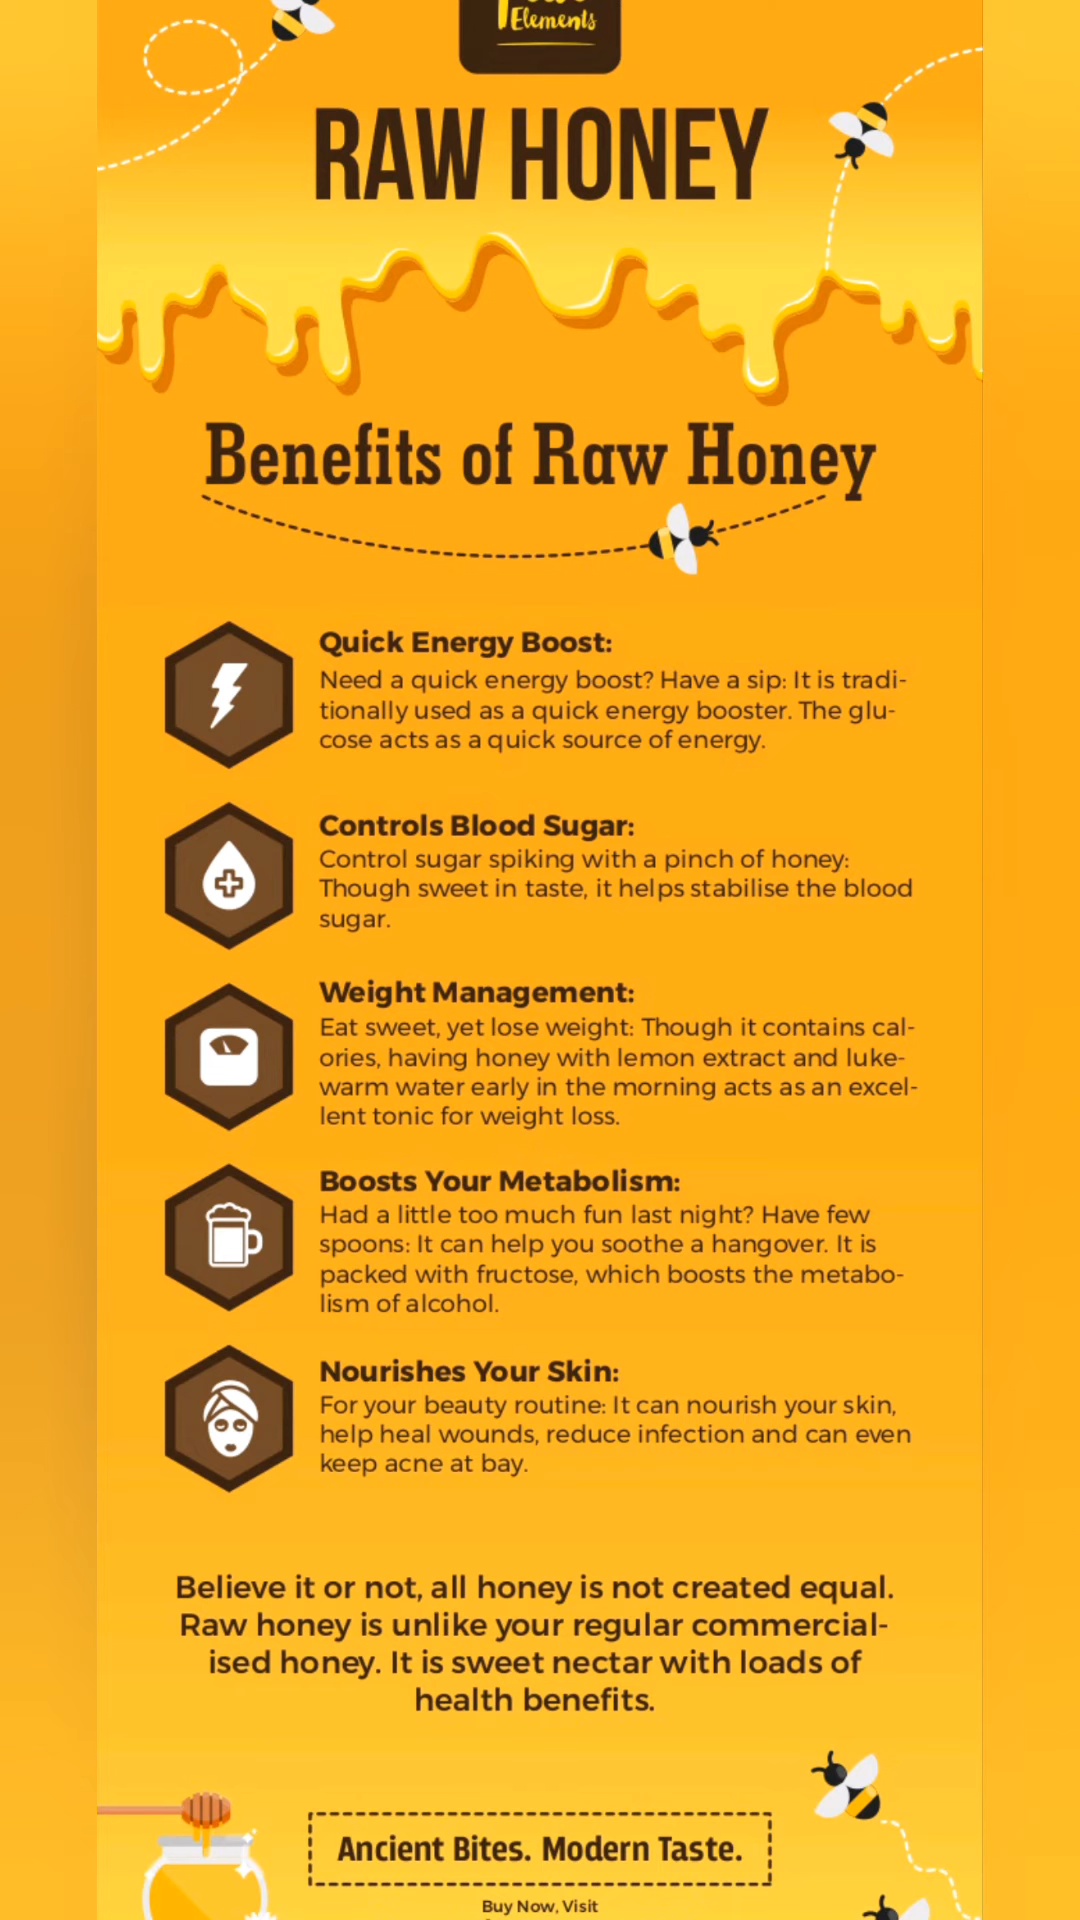 Elements
RAW HONEY
Benefits of Raw Honey
Quick Energy Boost:
Need a quick energy boost? Have a sip: It is tradi-
tionally used as a quick energy booster. The glu-
cose acts as a quick source of energy.
Controls Blood Sugar:
Control sugar spiking with a pinch of honey:
Though sweet in taste, it helps stabilise the blood
sugar.
Weight Management:
Eat sweet, yet lose weight: Though it contains cal-
ories, having honey with lemon extract and luke-
warm water early in the morning acts as an excel-
lent tonic for weight loss.
Boosts Your Metabolism:
Had a little too much fun last night? Have few
spoons: It can help you soothe a hangover. It is
packed with fructose, which boosts the metabo-
lism of alcohol.
Nourishes Your Skin:
For your beauty routine: It can nourish your skin,
help heal wounds, reduce infection and can even
keep acne at bay.
Believe it or not, all honey is not created equal.
Raw honey is unlike your regular commercial-
ised honey. It is sweet nectar with loads of
health benefits.
Ancient Bites. Modern Taste.
Buy Now, Visit